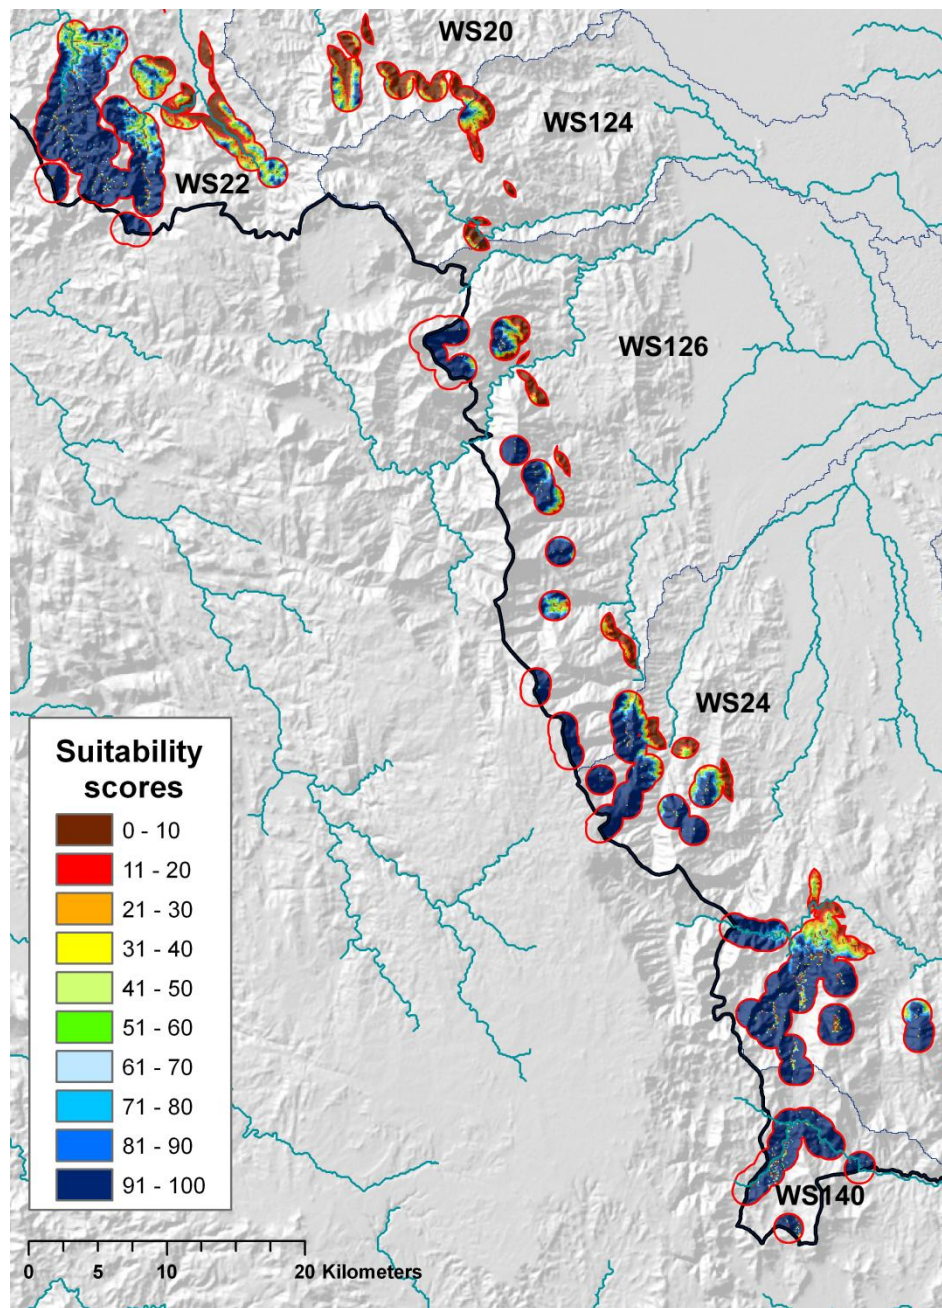 WS20
WS124
WS22
WS126
WS24
Suitability
scores
0 - 10
11 - 20
21 - 30
31 - 40
41 - 50
51 - 60
61 - 70
71 - 80
81 - 90
91 - 100
WS140
0 5 10 20 Kilometers